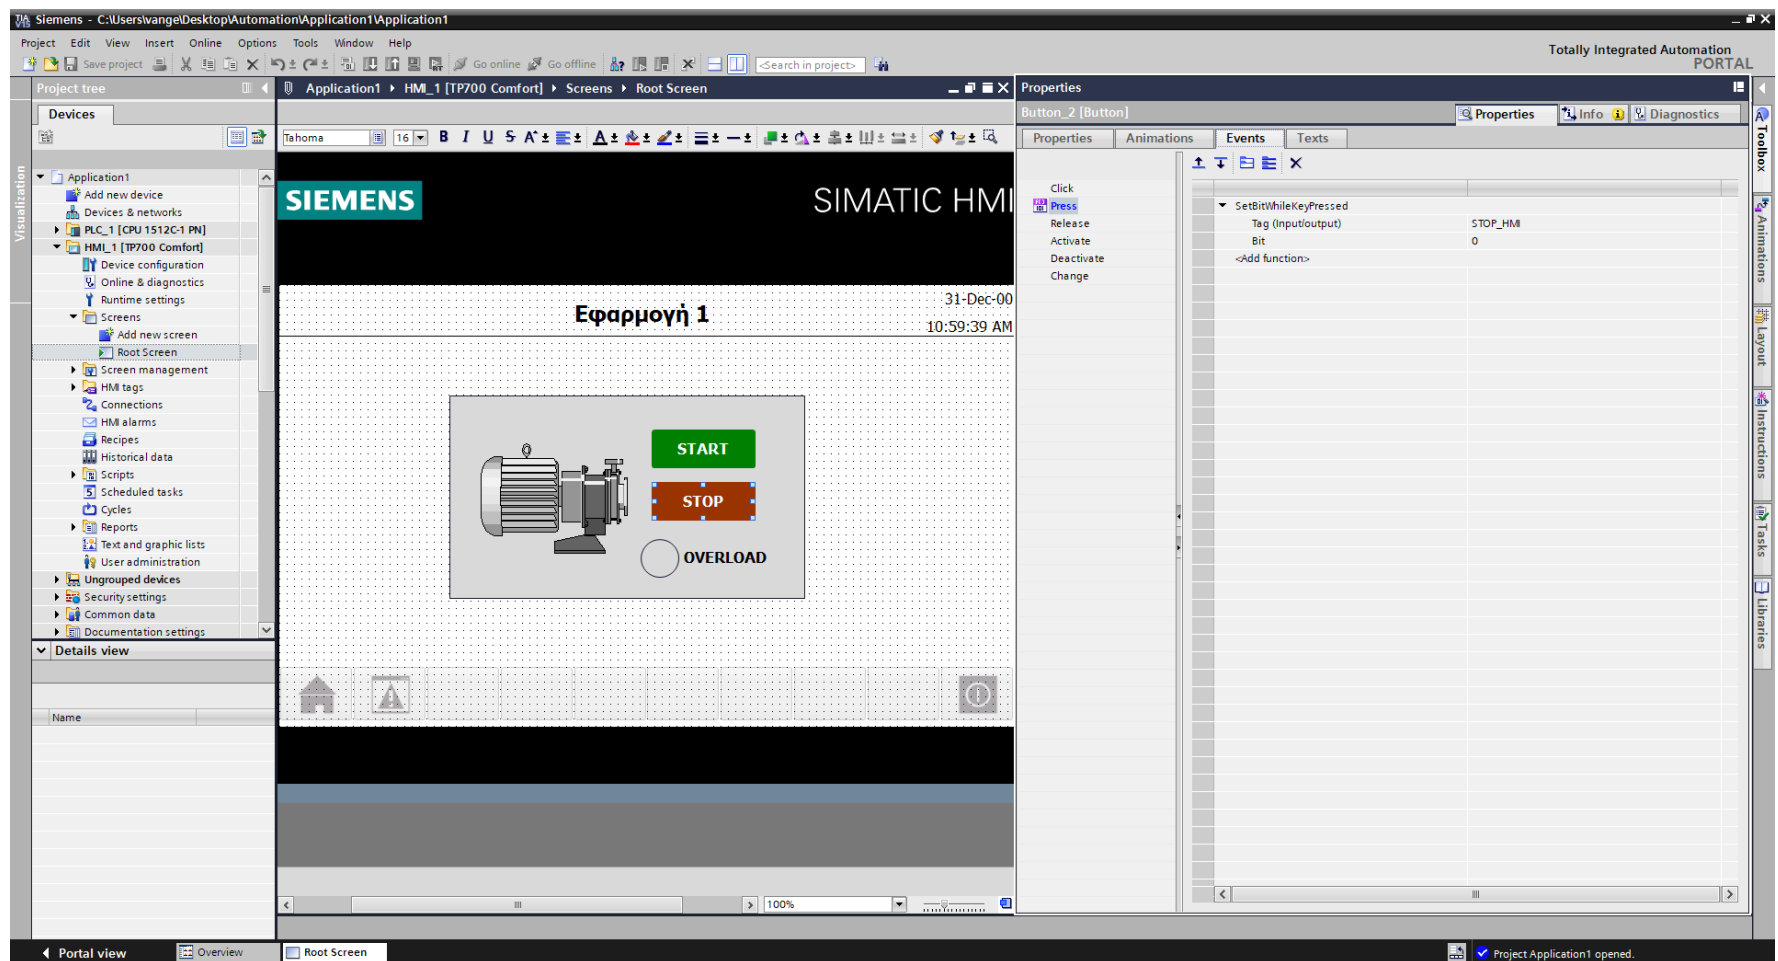 Siemens - C:\Users\vange\Desktop\Automation\Application1\Application1
Project Edit View Insert Online Options Tools Window Help
Totally Integrated Automation
PORTAL
Save project Go online Go offline <Search in project>
Project tree
Devices
Visualization
Application1
Add new device
Devices & networks
PLC_1 [CPU 1512C-1 PN]
HMI_1 [TP700 Comfort]
Device configuration
Online & diagnostics
Runtime settings
Screens
Add new screen
Root Screen
Screen management
HMI tags
Connections
HMI alarms
Recipes
Historical data
Scripts
Scheduled tasks
Cycles
Reports
Text and graphic lists
User administration
Ungrouped devices
Security settings
Common data
Documentation settings
Details view
Name
Application1 HMI_1 [TP700 Comfort] Screens Root Screen
Tahoma 16 B I U S A
SIEMENS SIMATIC HMI
Εφαρμογή 1
31-Dec-00
10:59:39 AM
START
STOP
OVERLOAD
100%
Properties
Button_2 [Button]
Properties Info Diagnostics
Properties Animations Events Texts
Click
Press
Release
Activate
Deactivate
Change
SetBitWhileKeyPressed
Tag (Input/output) STOP_HMI
Bit 0
<Add function>
Toolbox
Animations
Layout
Instructions
Tasks
Libraries
Portal view Overview Root Screen
Project Application1 opened.